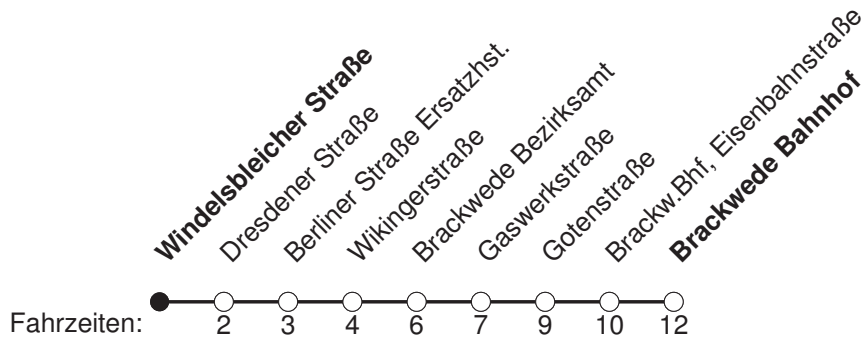 Windelsbleicher Straße
Dresdener Straße
Berliner Straße Ersatzhst.
Wikingerstraße
Brackwede Bezirksamt
Gaswerkstraße
Gotenstraße
Brackw.Bhf, Eisenbahnstraße
Brackwede Bahnhof
Fahrzeiten: 2 3 4 6 7 9 10 12